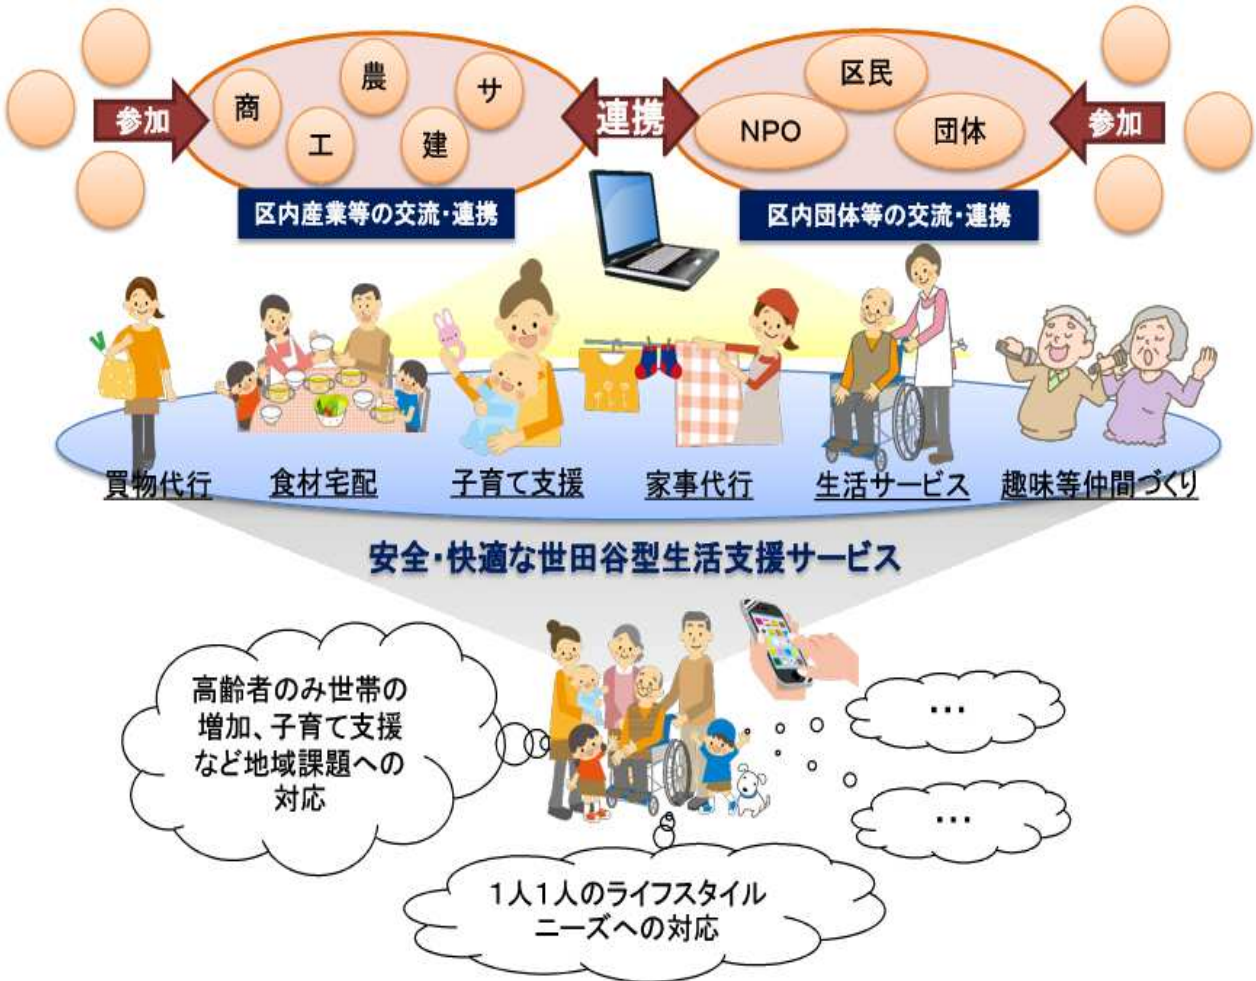 参加
商
農
サ
工
建
連携
区民
NPO
団体
参加
区内産業等の交流・連携
区内団体等の交流・連携
買物代行
食材宅配
子育て支援
家事代行
生活サービス
趣味等仲間づくり
安全・快適な世田谷型生活支援サービス
高齢者のみ世帯の
増加、子育て支援
など地域課題への
対応
…
…
1人1人のライフスタイル
ニーズへの対応